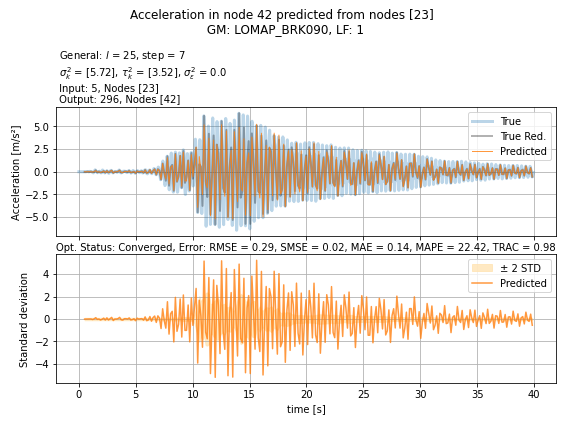 Acceleration in node 42 predicted from nodes [23]
GM: LOMAP_BRK090, LF: 1
General: l = 25, step = 7
σ²ₖ = [5.72], τ²ₖ = [3.52], σ²ε = 0.0
Input: 5, Nodes [23]
Output: 296, Nodes [42]
Acceleration [m/s²]
5.0
2.5
0.0
−2.5
−5.0
True
True Red.
Predicted
Opt. Status: Converged, Error: RMSE = 0.29, SMSE = 0.02, MAE = 0.14, MAPE = 22.42, TRAC = 0.98
Standard deviation
4
2
0
−2
−4
± 2 STD
Predicted
0 5 10 15 20 25 30 35 40
time [s]